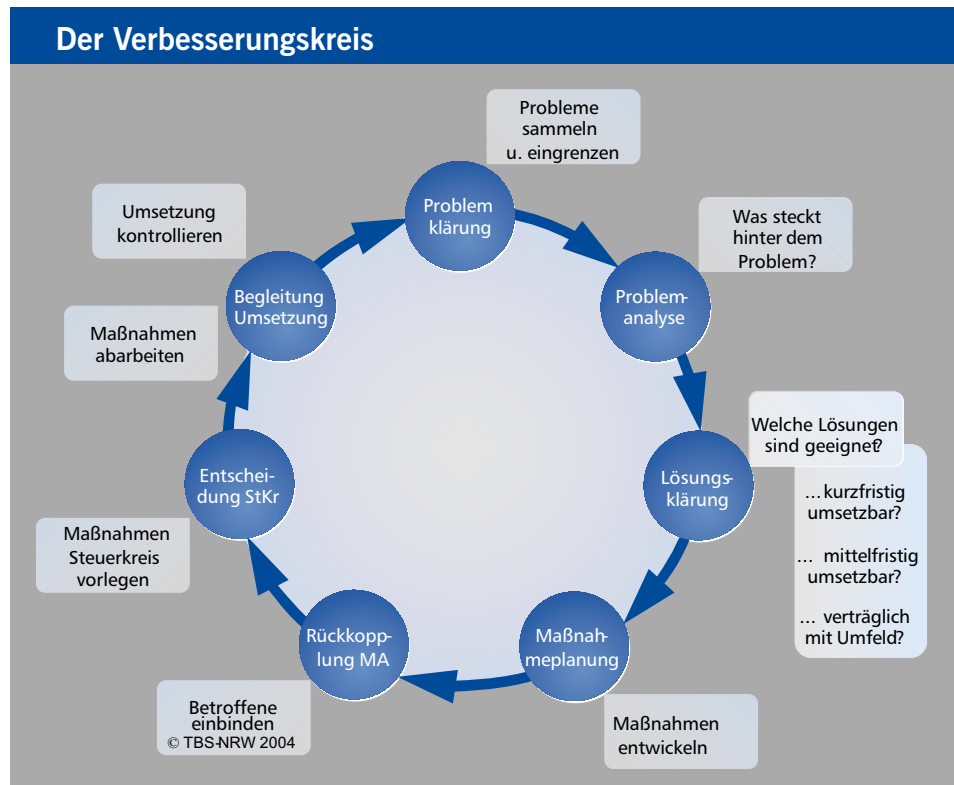 Der Verbesserungskreis
Probleme
sammeln
u. eingrenzen
Problem
klärung
Was steckt
hinter dem
Problem?
Problem-
analyse
Welche Lösungen
sind geeignet?
Lösungs-
klärung
... kurzfristig
umsetzbar?
... mittelfristig
umsetzbar?
... verträglich
mit Umfeld?
Maßnah-
meplanung
Maßnahmen
entwickeln
Rückkopp-
lung MA
Betroffene
einbinden
© TBS-NRW 2004
Entschei-
dung StKr
Maßnahmen
Steuerkreis
vorlegen
Begleitung
Umsetzung
Maßnahmen
abarbeiten
Umsetzung
kontrollieren